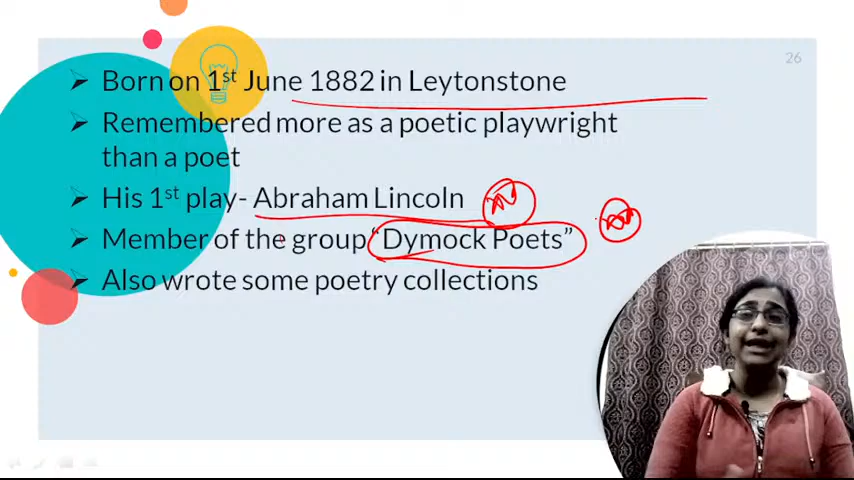 26
➤ Born on 1st June 1882 in Leytonstone
➤ Remembered more as a poetic playwright
than a poet
➤ His 1st play- Abraham Lincoln
➤ Member of the group “Dymock Poets”
➤ Also wrote some poetry collections